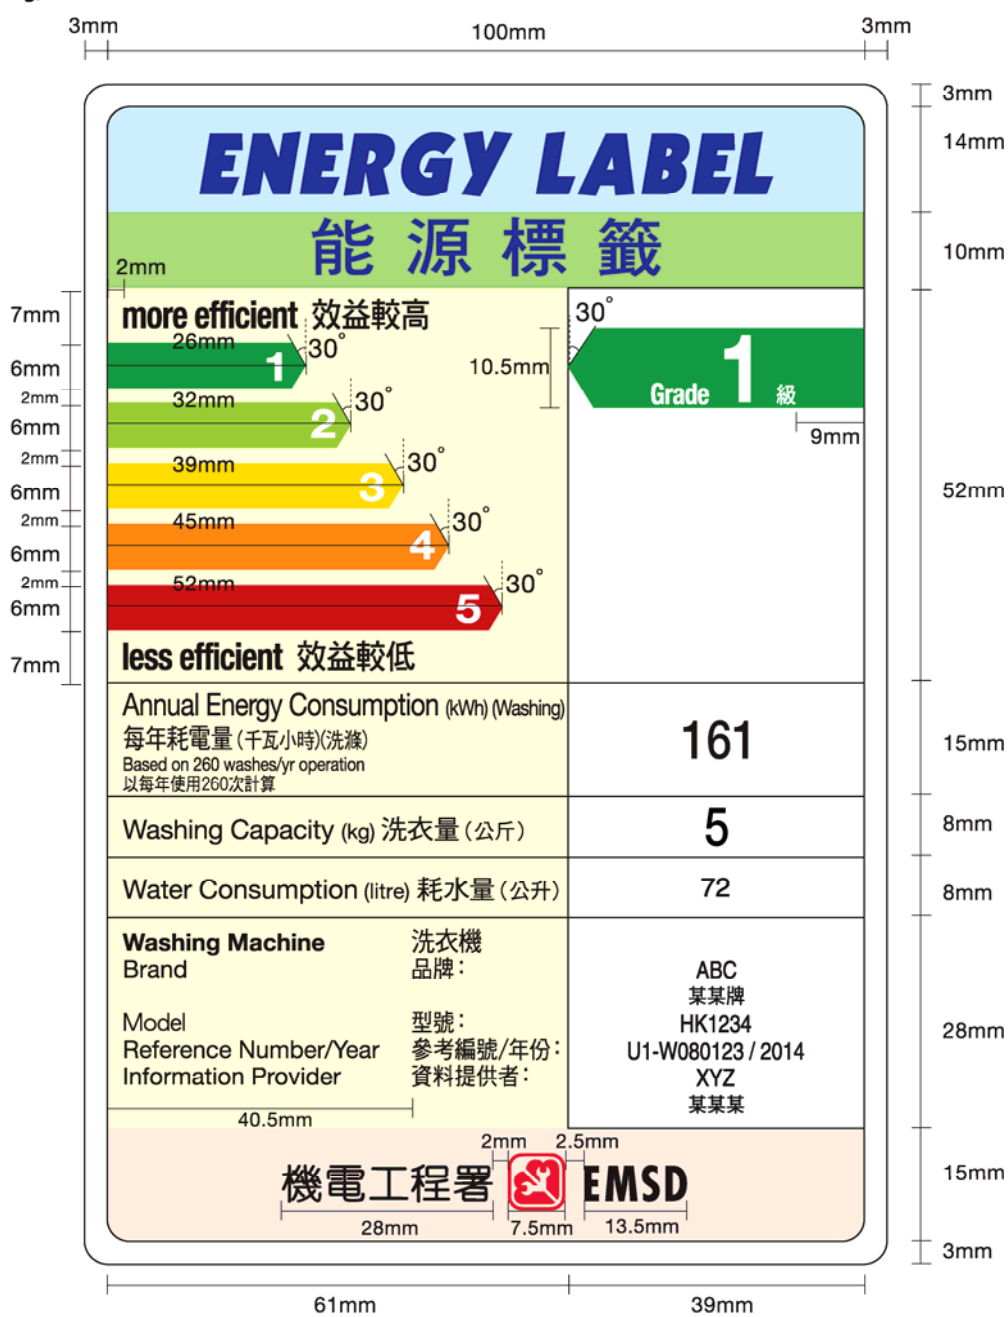 3mm 100mm 3mm
3mm
ENERGY LABEL
14mm
能源標籤
10mm
2mm
7mm more efficient 效益較高 30°
26mm
6mm 1 30° 10.5mm Grade 1 級
2mm 32mm 30°
6mm 2 9mm
2mm 39mm 30°
6mm 3 52mm
2mm 45mm 30°
6mm 4
2mm 52mm 30°
6mm 5
7mm less efficient 效益較低
Annual Energy Consumption (kWh) (Washing)
每年耗電量(千瓦小時)(洗滌) 161 15mm
Based on 260 washes/yr operation
以每年使用260次計算
Washing Capacity (kg) 洗衣量(公斤) 5 8mm
Water Consumption (litre) 耗水量(公升) 72 8mm
Washing Machine 洗衣機
Brand 品牌: ABC
某某牌
Model 型號: HK1234 28mm
Reference Number/Year 參考編號/年份: U1-W080123 / 2014
Information Provider 資料提供者: XYZ
某某某
40.5mm
2mm 2.5mm
機電工程署 EMSD 15mm
28mm 7.5mm 13.5mm
3mm
61mm 39mm